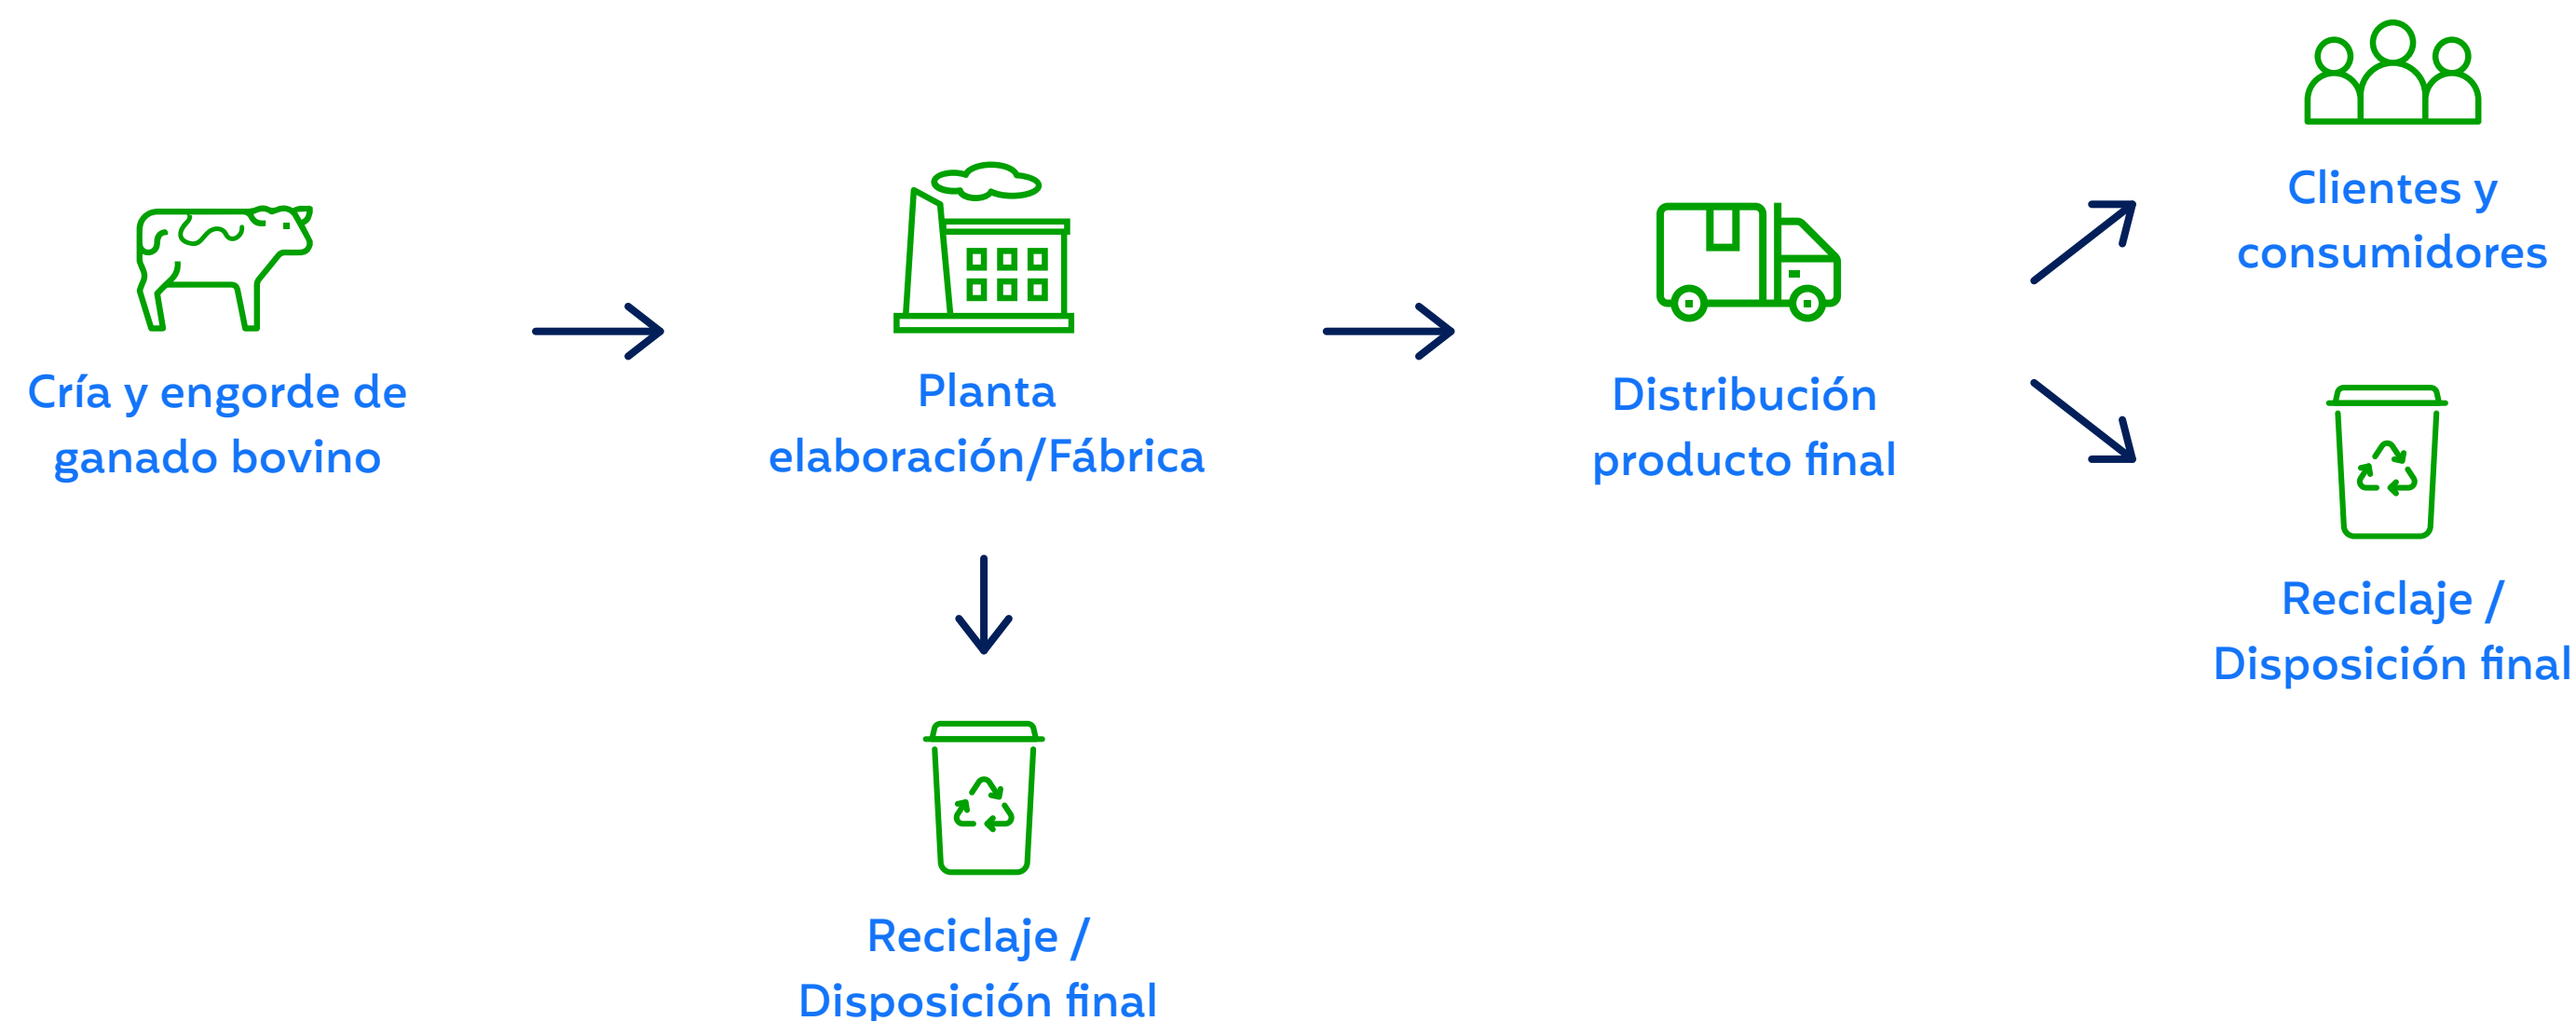 Cría y engorde de
ganado bovino
Planta
elaboración/Fábrica
Distribución
producto final
Clientes y
consumidores
Reciclaje /
Disposición final
Reciclaje /
Disposición final